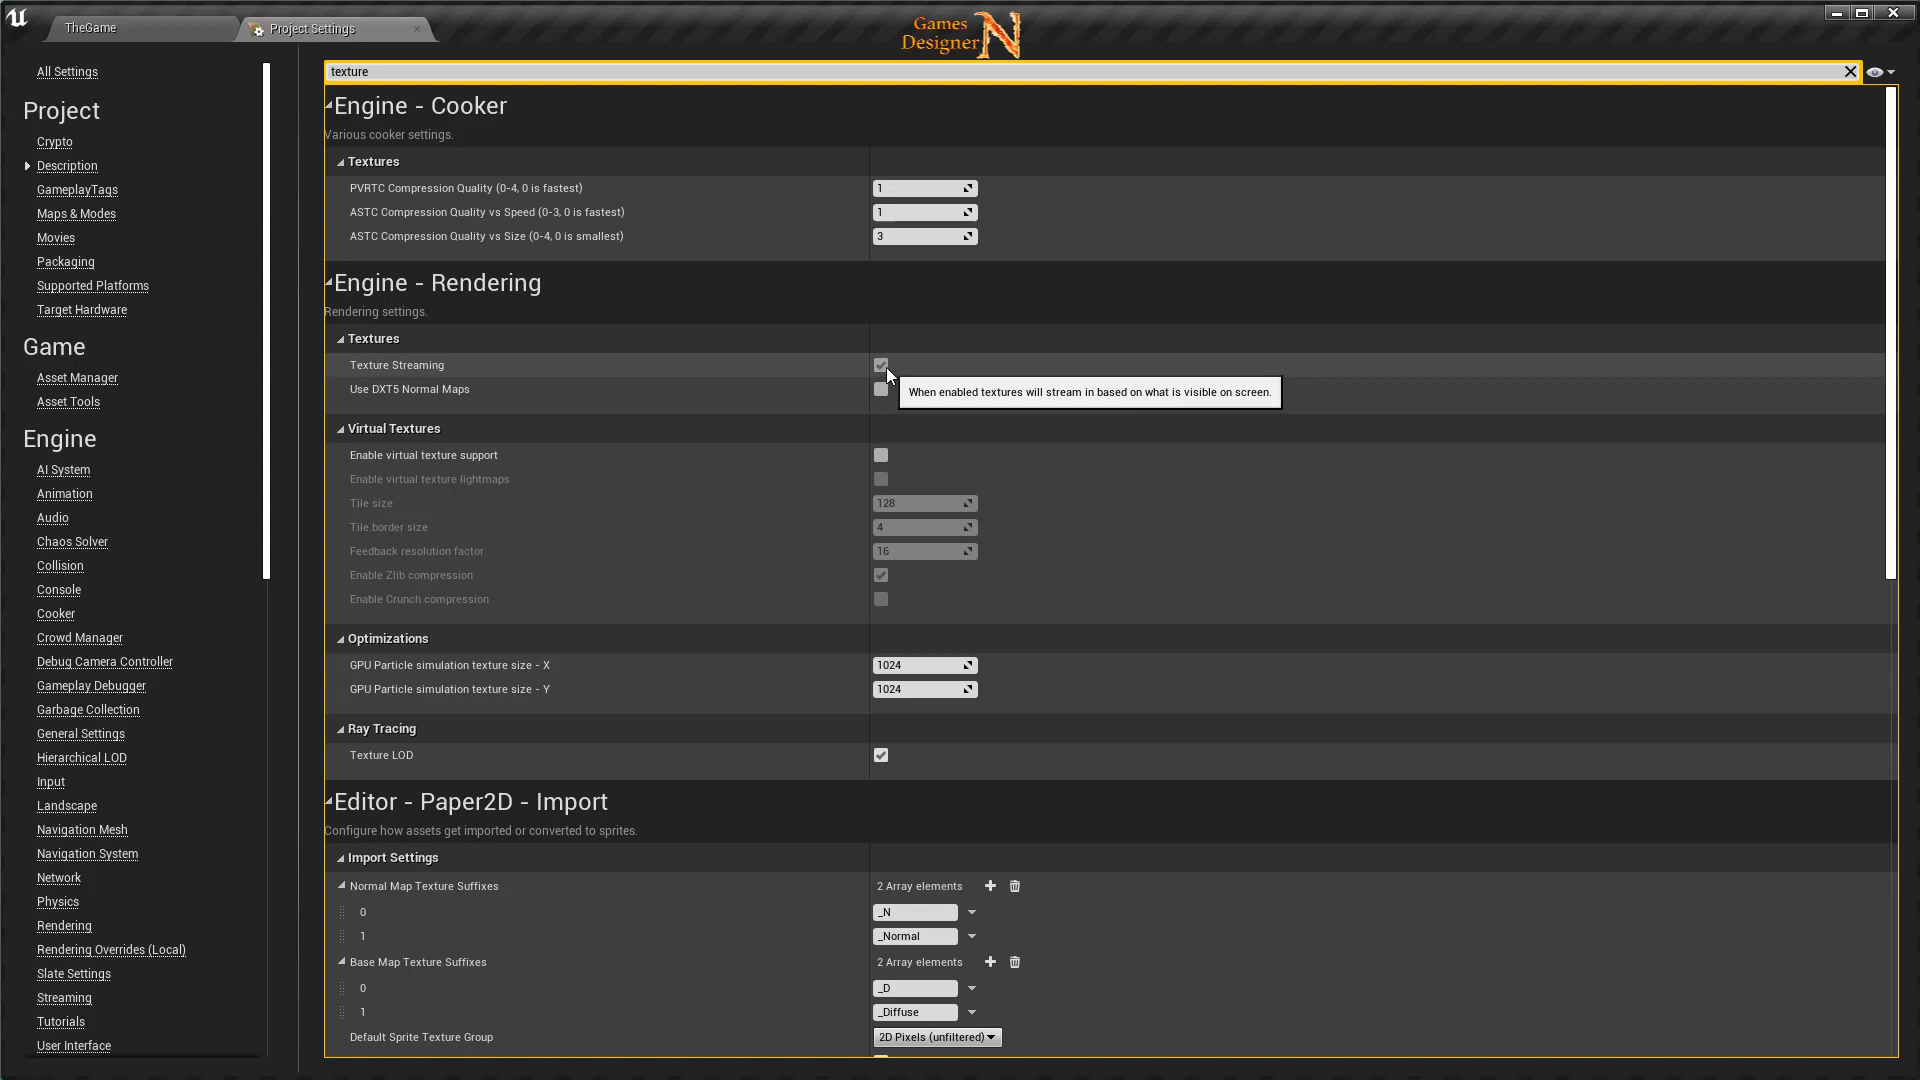 TheGame
Project Settings
Games
Designer N
texture
All Settings
Project
Crypto
Description
GameplayTags
Maps & Modes
Movies
Packaging
Supported Platforms
Target Hardware
Game
Asset Manager
Asset Tools
Engine
AI System
Animation
Audio
Chaos Solver
Collision
Console
Cooker
Crowd Manager
Debug Camera Controller
Gameplay Debugger
Garbage Collection
General Settings
Hierarchical LOD
Input
Landscape
Navigation Mesh
Navigation System
Network
Physics
Rendering
Rendering Overrides (Local)
Slate Settings
Streaming
Tutorials
User Interface
Engine - Cooker
Various cooker settings.
Textures
PVRTC Compression Quality (0-4, 0 is fastest) 1
ASTC Compression Quality vs Speed (0-3, 0 is fastest) 1
ASTC Compression Quality vs Size (0-4, 0 is smallest) 3
Engine - Rendering
Rendering settings.
Textures
Texture Streaming
Use DXT5 Normal Maps
When enabled textures will stream in based on what is visible on screen.
Virtual Textures
Enable virtual texture support
Enable virtual texture lightmaps
Tile size 128
Tile border size 4
Feedback resolution factor 16
Enable Zlib compression
Enable Crunch compression
Optimizations
GPU Particle simulation texture size - X 1024
GPU Particle simulation texture size - Y 1024
Ray Tracing
Texture LOD
Editor - Paper2D - Import
Configure how assets get imported or converted to sprites.
Import Settings
Normal Map Texture Suffixes 2 Array elements
0 _N
1 _Normal
Base Map Texture Suffixes 2 Array elements
0 _D
1 _Diffuse
Default Sprite Texture Group 2D Pixels (unfiltered)